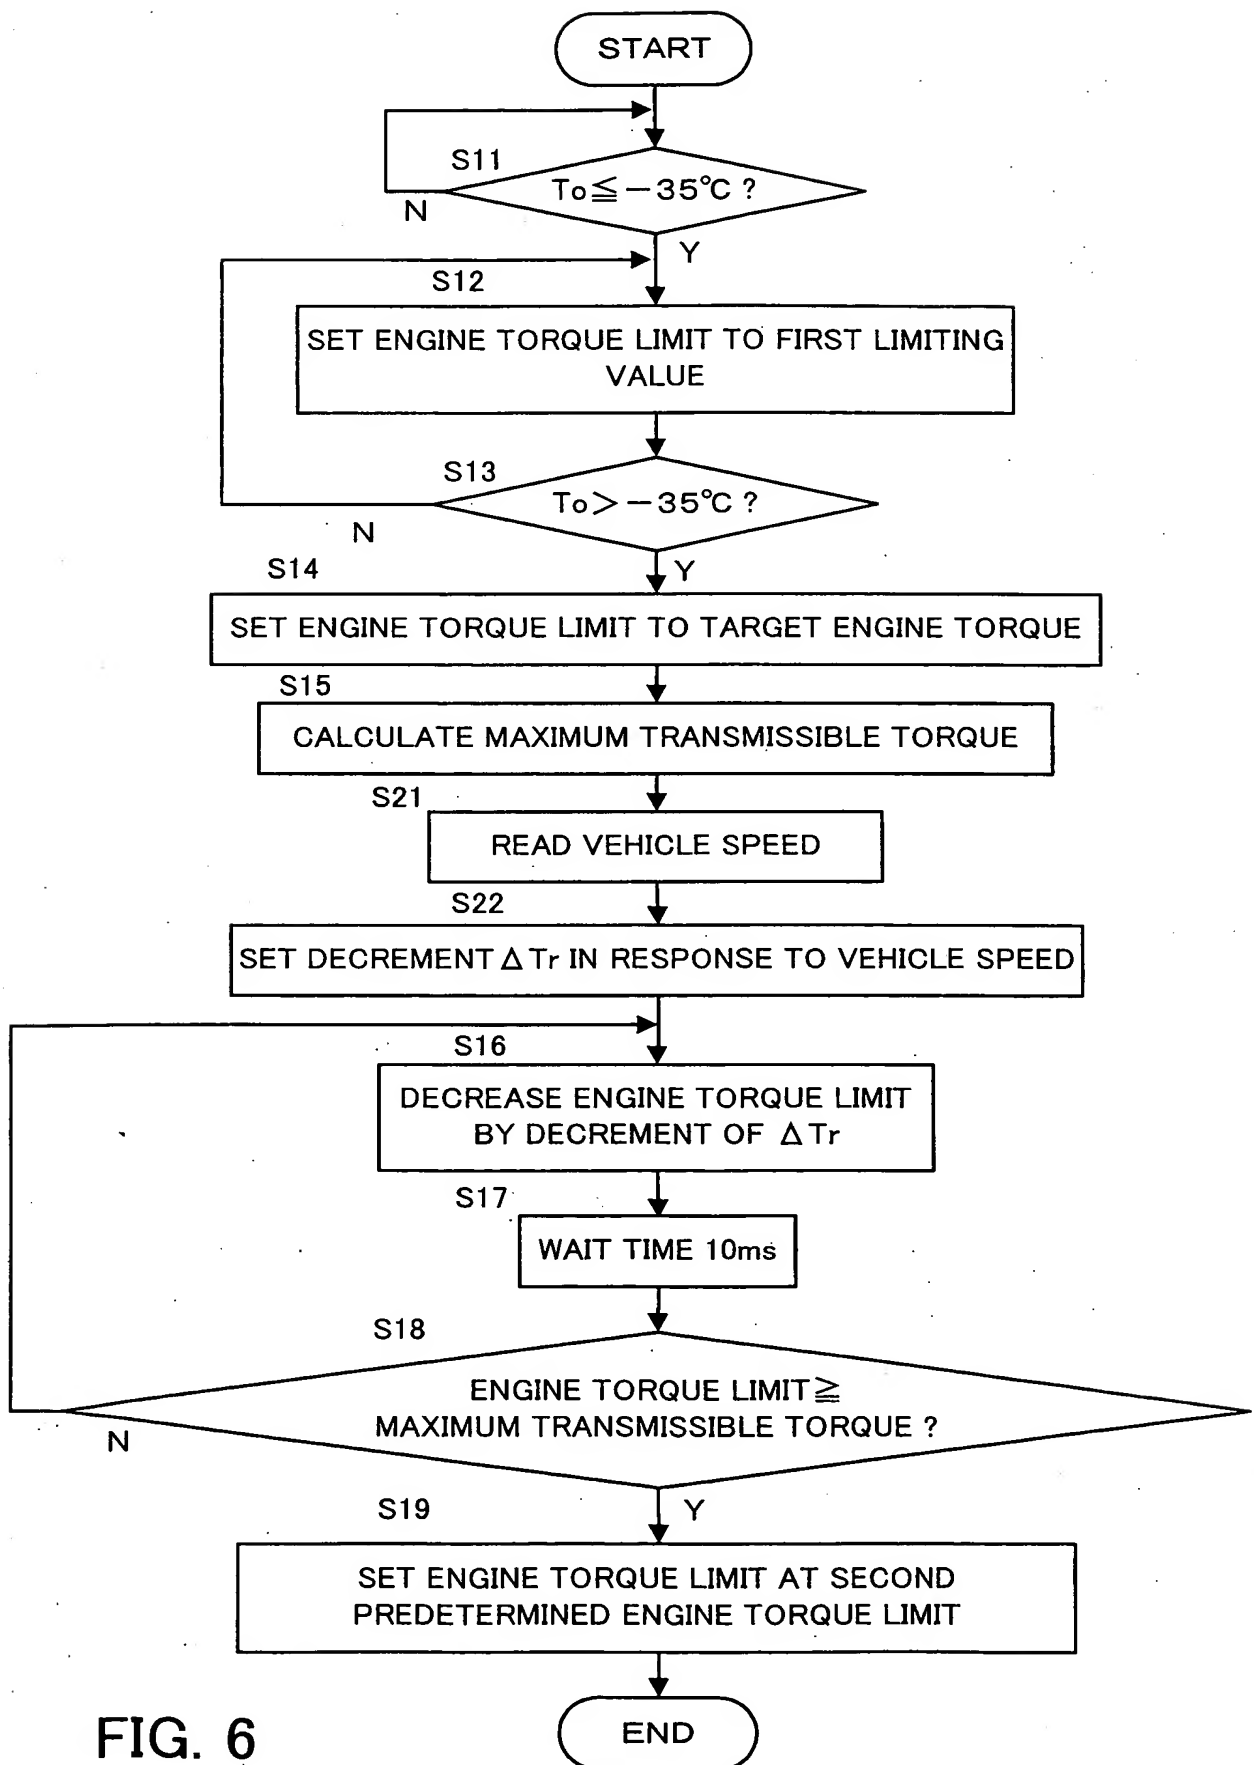 START
S11
To≦−35℃ ?
N
Y
S12
SET ENGINE TORQUE LIMIT TO FIRST LIMITING
VALUE
S13
To>−35℃ ?
N
Y
S14
SET ENGINE TORQUE LIMIT TO TARGET ENGINE TORQUE
S15
CALCULATE MAXIMUM TRANSMISSIBLE TORQUE
S21
READ VEHICLE SPEED
S22
SET DECREMENT ΔTr IN RESPONSE TO VEHICLE SPEED
S16
DECREASE ENGINE TORQUE LIMIT
BY DECREMENT OF ΔTr
S17
WAIT TIME 10ms
S18
ENGINE TORQUE LIMIT≧
MAXIMUM TRANSMISSIBLE TORQUE ?
N
S19
Y
SET ENGINE TORQUE LIMIT AT SECOND
PREDETERMINED ENGINE TORQUE LIMIT
END
FIG. 6